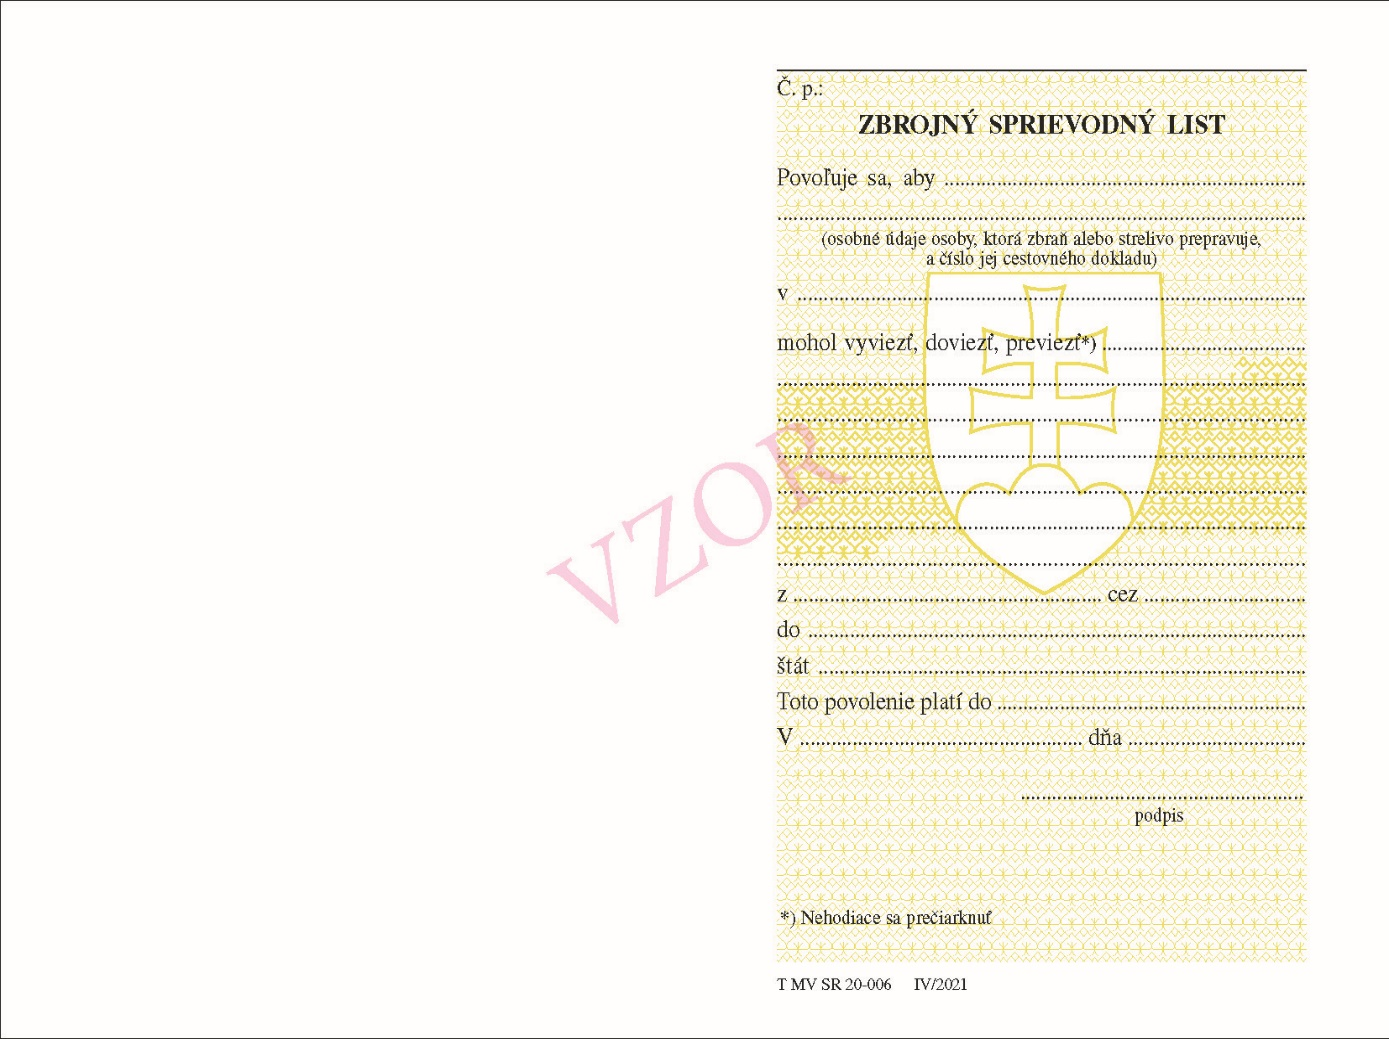 Č. p.:
ZBROJNÝ SPRIEVODNÝ LIST
Povoľuje sa, aby ..........................................................
....................................................................................
(osobné údaje osoby, ktorá zbraň alebo strelivo prepravuje,
a číslo jej cestovného dokladu)
v .................................................................................
mohol vyviezť, doviezť, previezť*) .................................
....................................................................................
....................................................................................
....................................................................................
....................................................................................
....................................................................................
....................................................................................
z ................................................. cez ..........................
do ...............................................................................
štát ..............................................................................
Toto povolenie platí do .................................................
V ............................................. dňa ............................
.............................................
podpis
*) Nehodiace sa prečiarknuť
T MV SR 20-006 IV/2021
VZOR